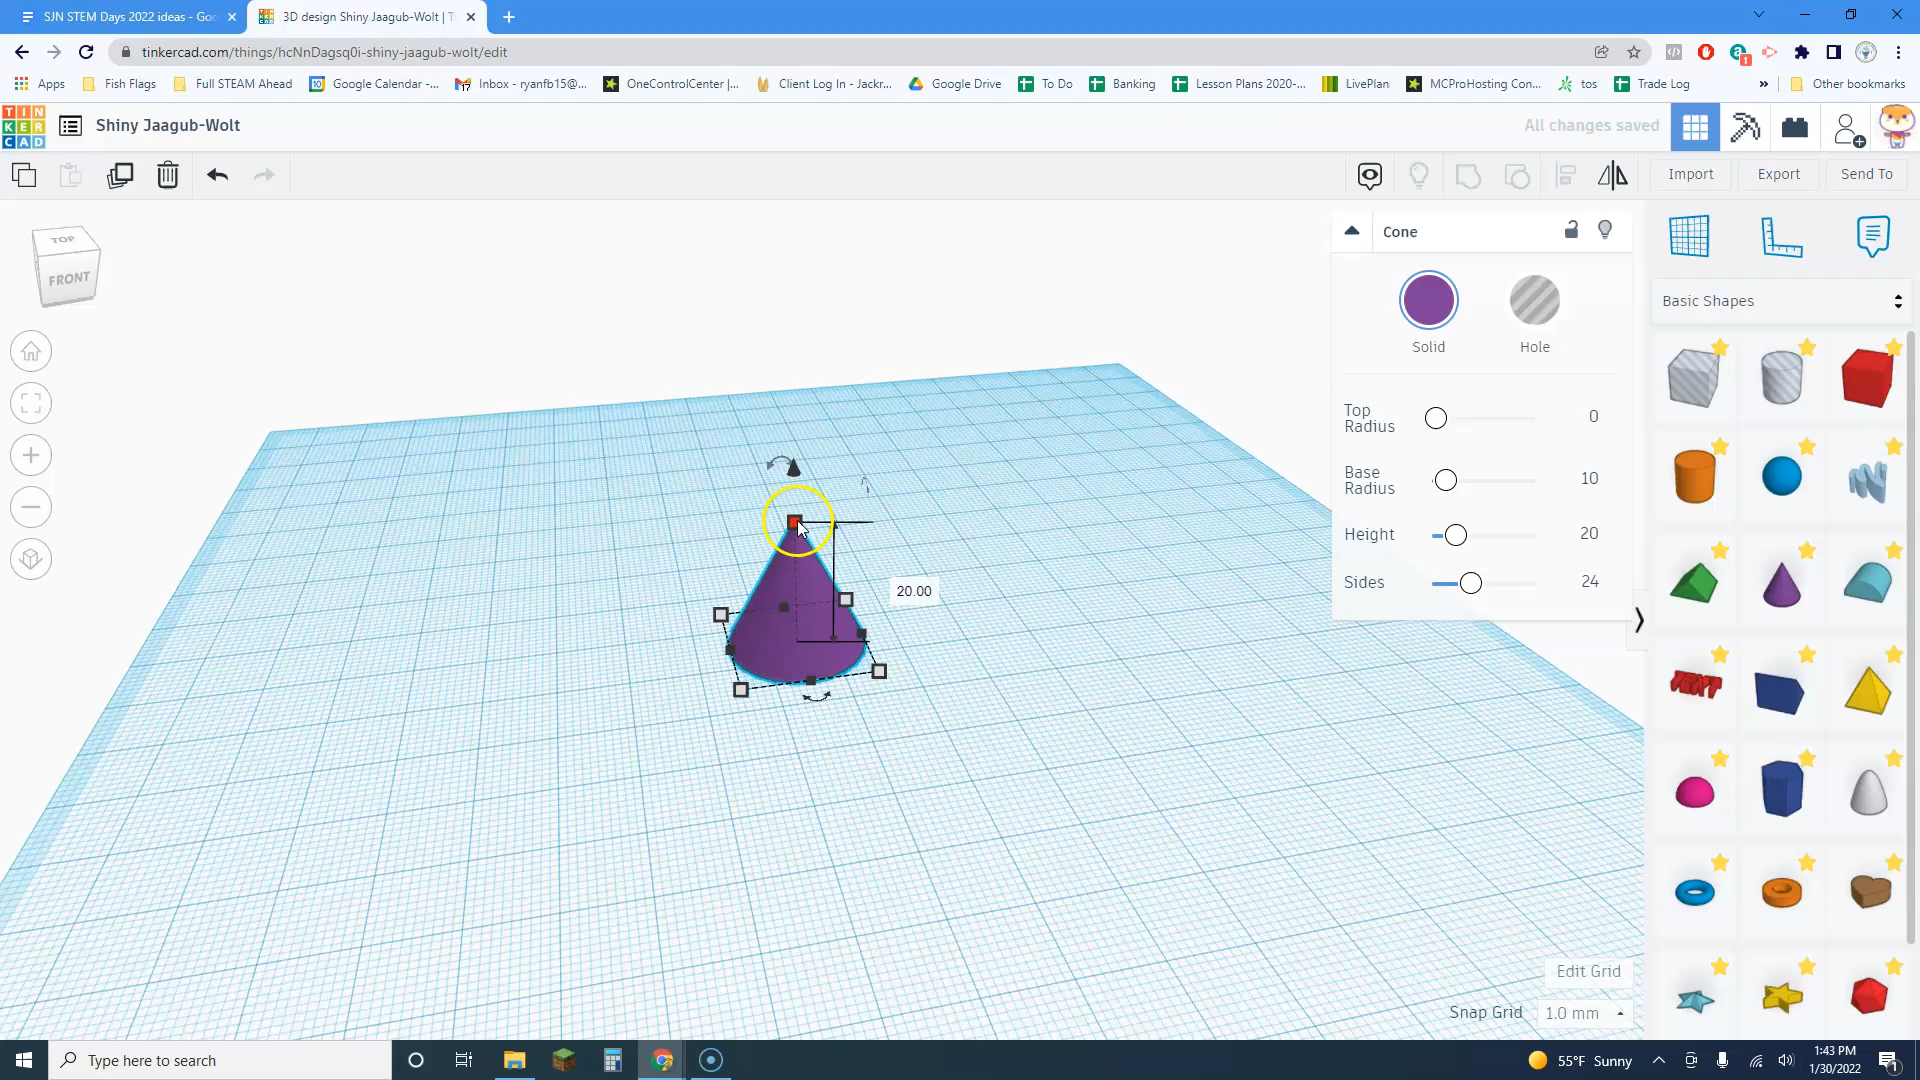 SJN STEM Days 2022 ideas - Goo
3D design Shiny Jaagub-Wolt | T
tinkercad.com/things/hcNnDagsq0i-shiny-jaagub-wolt/edit
Apps
Fish Flags
Full STEAM Ahead
Google Calendar -...
Inbox - ryanfb15@...
OneControlCenter |...
Client Log In - Jackr...
Google Drive
To Do
Banking
Lesson Plans 2020-...
LivePlan
MCProHosting Con...
tos
Trade Log
»
Other bookmarks
TIN
KER
CAD
Shiny Jaagub-Wolt
All changes saved
Import
Export
Send To
TOP
FRONT
Cone
Solid
Hole
Top Radius
0
Base Radius
10
Height
20
Sides
24
20.00
Basic Shapes
TEXT
Edit Grid
Snap Grid
1.0 mm
Type here to search
55°F Sunny
1:43 PM
1/30/2022
1